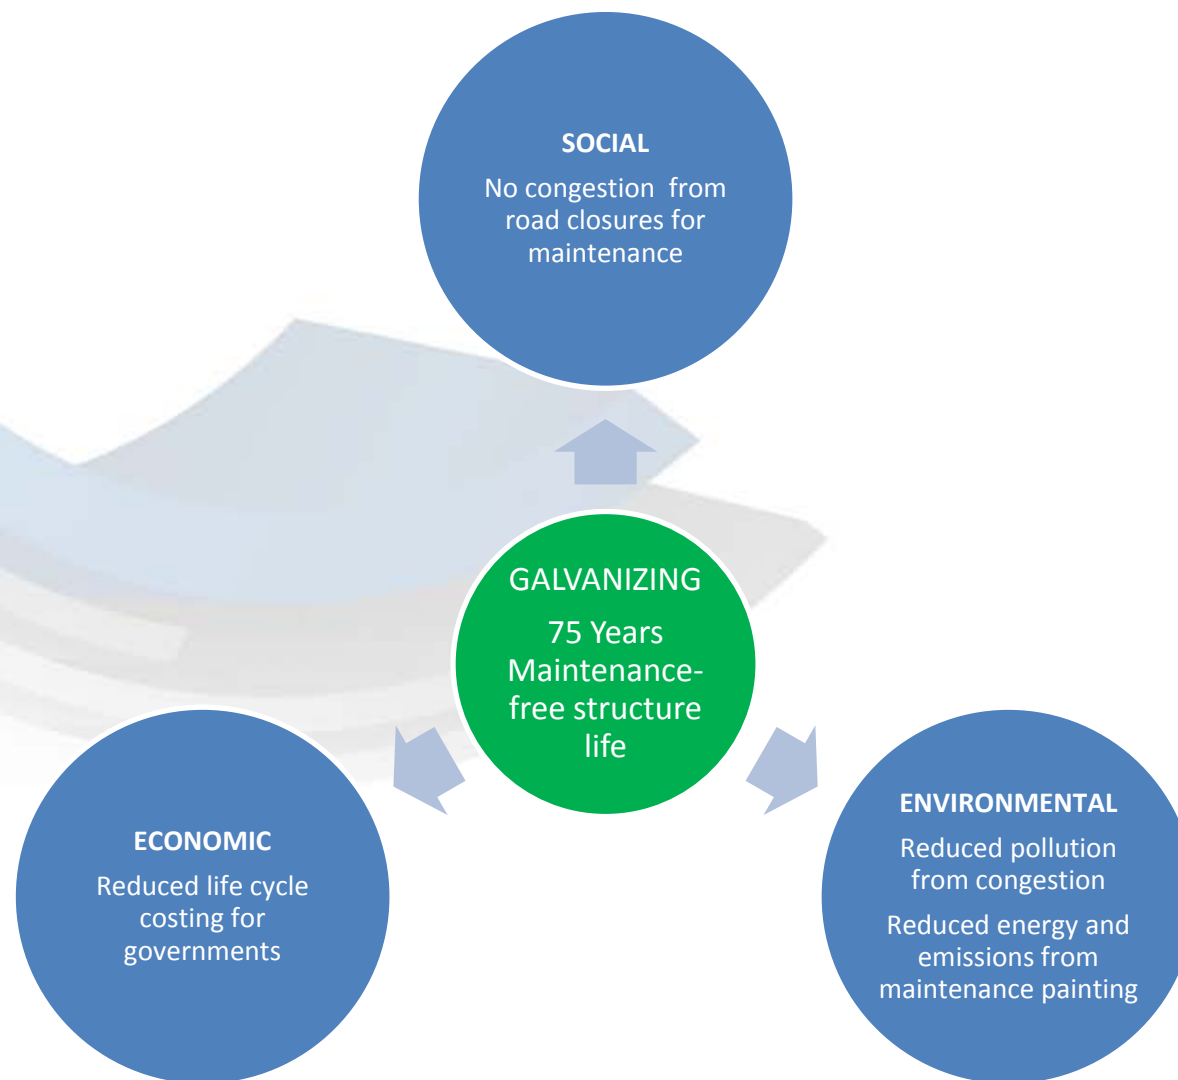 SOCIAL
No congestion  from
road closures for
maintenance
GALVANIZING
75 Years
Maintenance-
free structure
life
ECONOMIC
Reduced life cycle
costing for
governments
ENVIRONMENTAL
Reduced pollution
from congestion
Reduced energy and
emissions from
maintenance painting